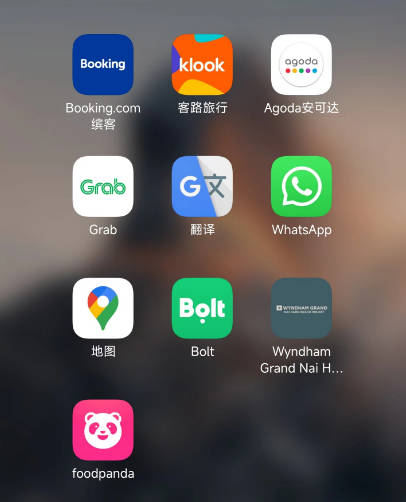 Booking
klook
agoda
Booking.com
缤客
客路旅行
Agoda安可达
Grab
G文
Grab
翻译
WhatsApp
Bolt
WYNDHAM GRAND
地图
Bolt
Wyndham
Grand Nai H...
foodpanda